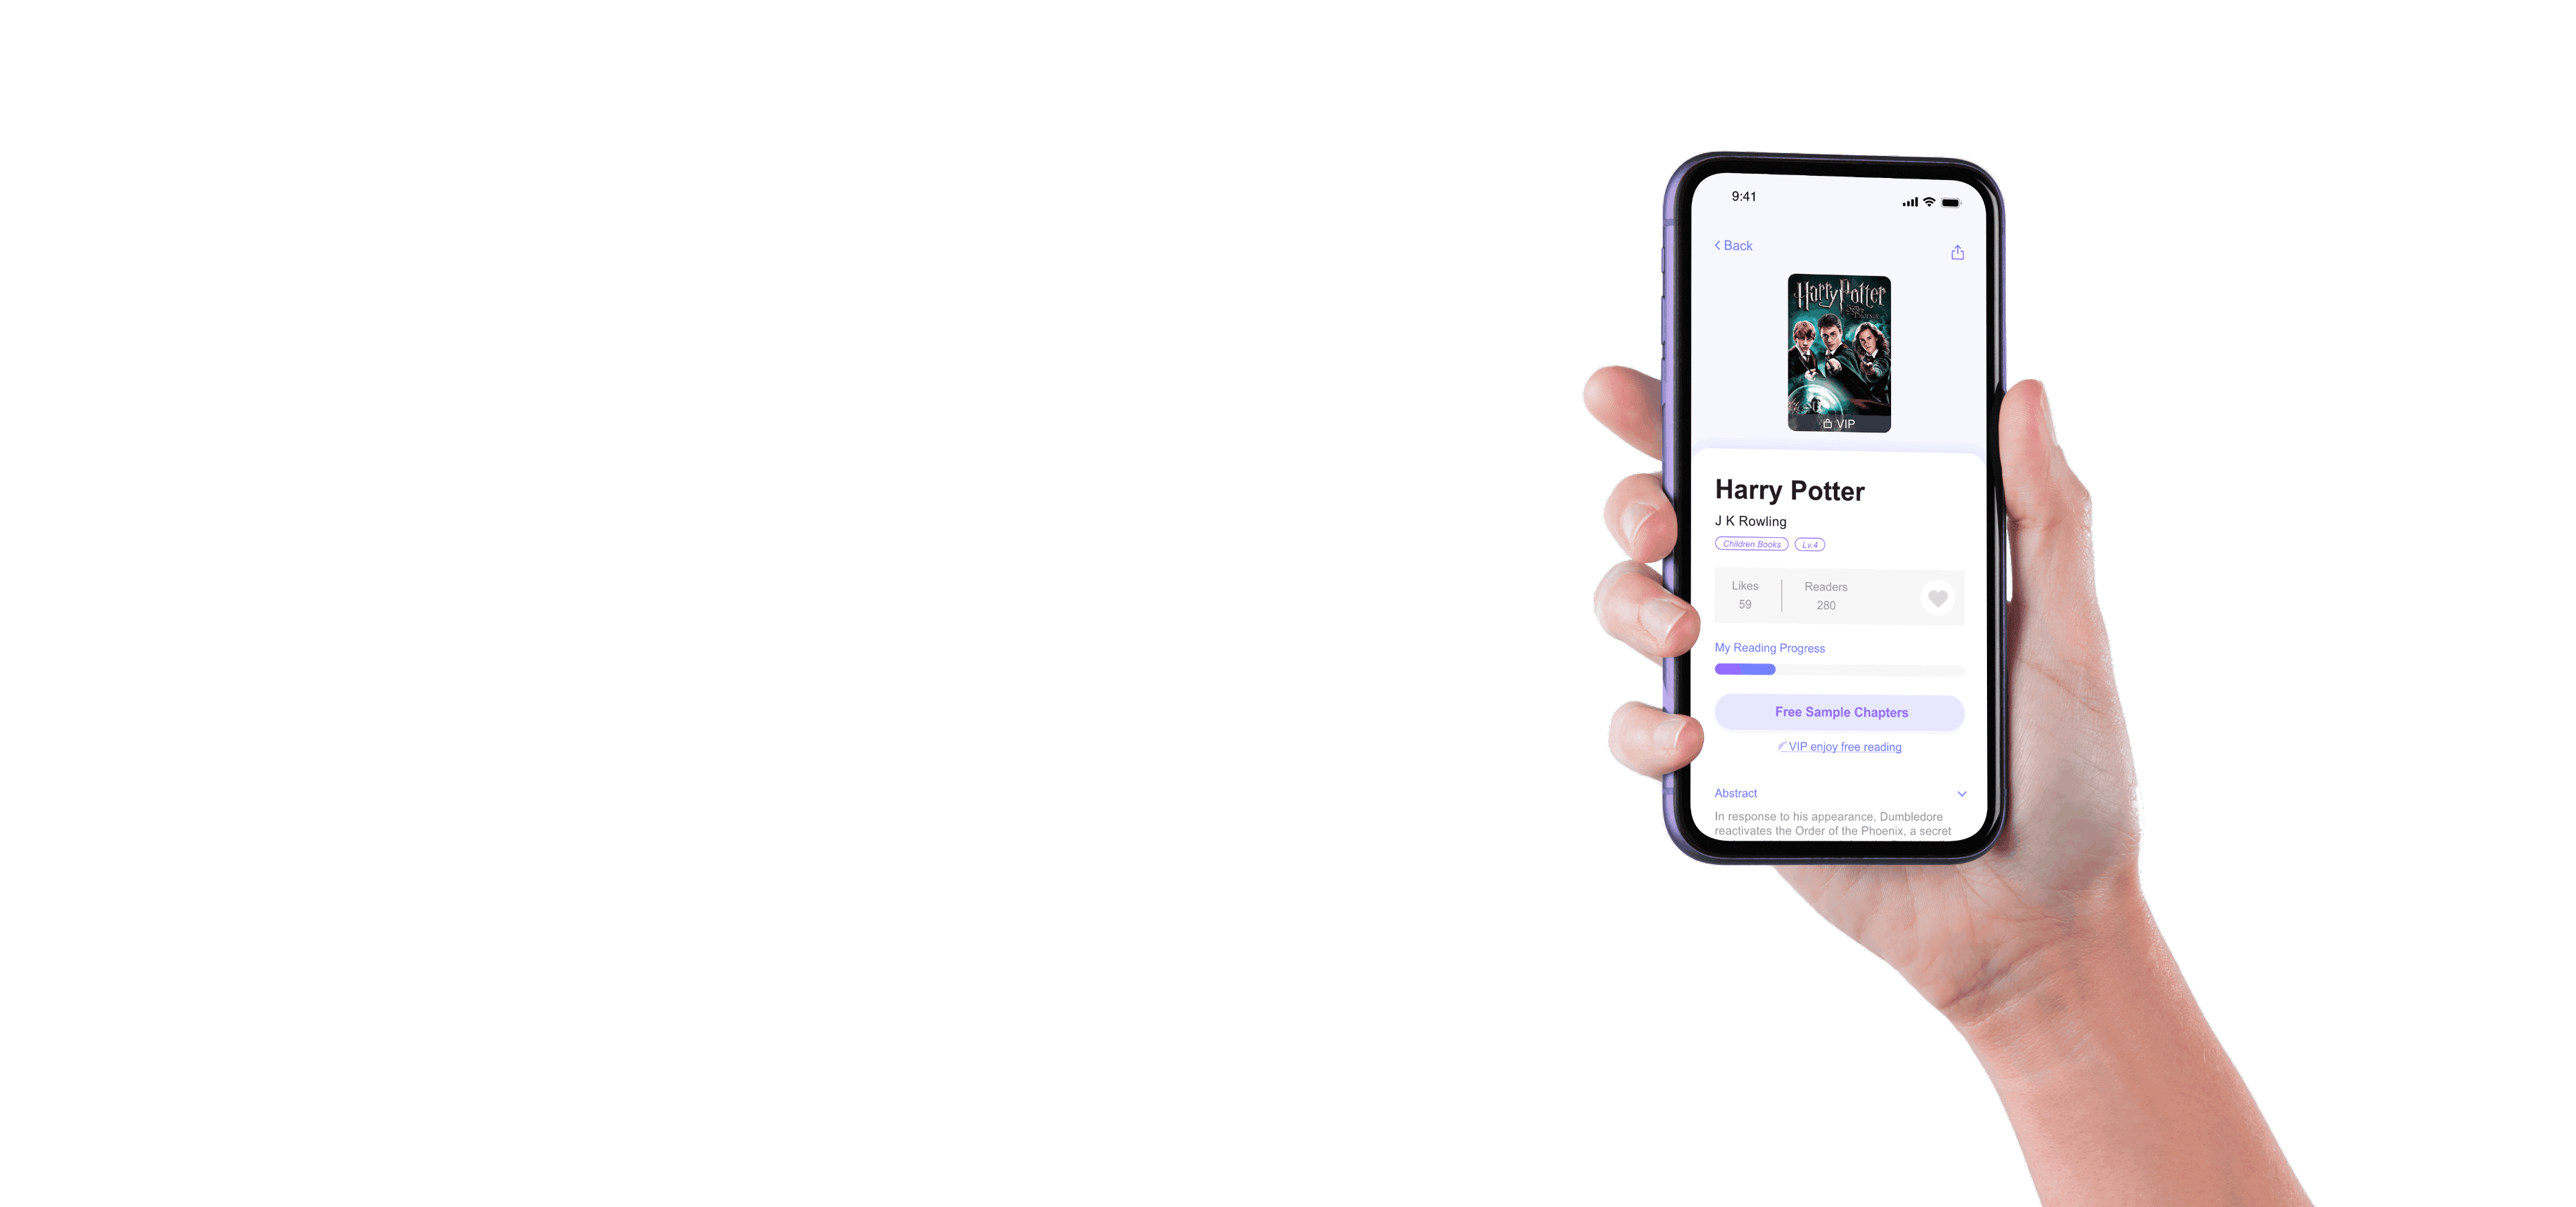 9:41
Back
Harry Potter
VIP
Harry Potter
J K Rowling
Children Books Lv.4
Likes Readers
59 280
My Reading Progress
Free Sample Chapters
VIP enjoy free reading
Abstract
In response to his appearance, Dumbledore
reactivates the Order of the Phoenix, a secret